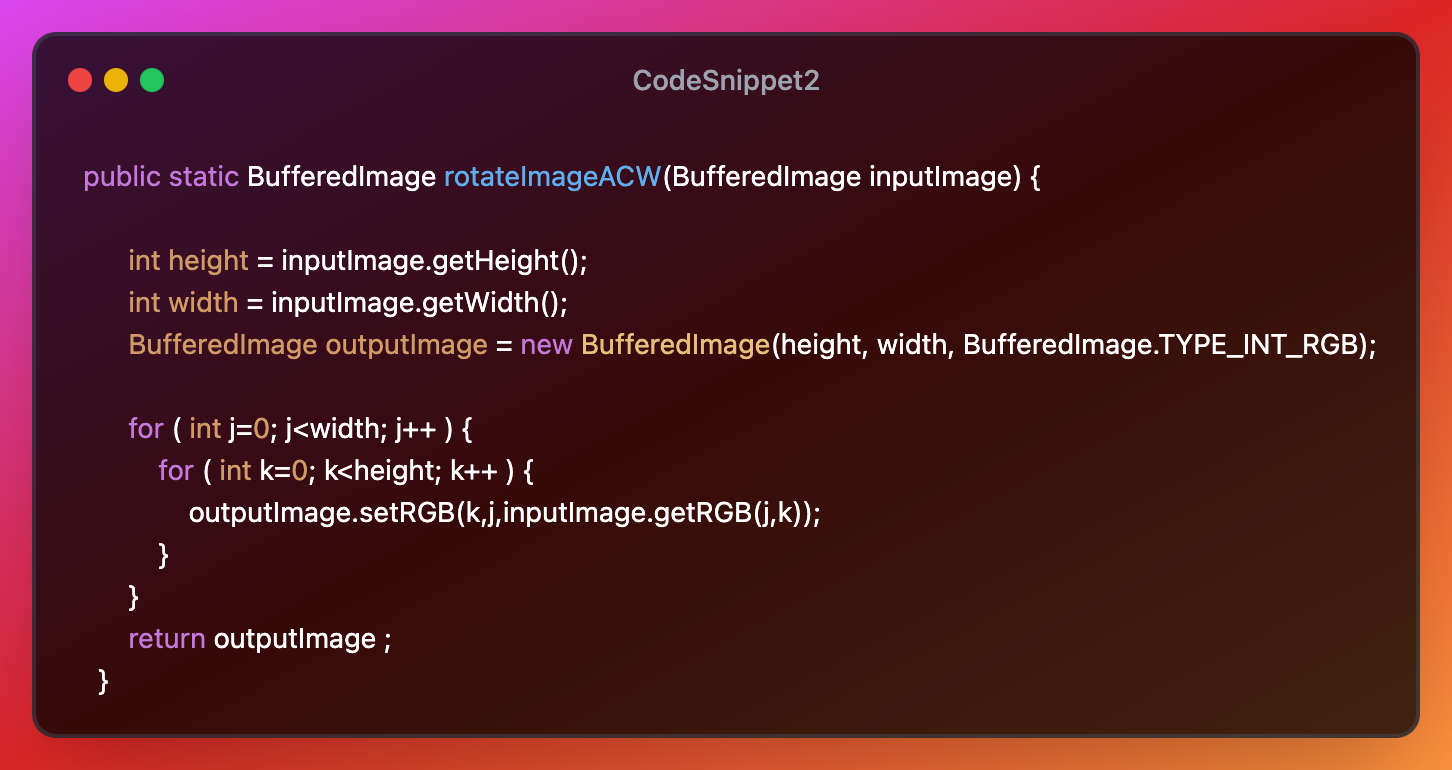 CodeSnippet2
public static BufferedImage rotateImageACW(BufferedImage inputImage) {
int height = inputImage.getHeight();
int width = inputImage.getWidth();
BufferedImage outputImage = new BufferedImage(height, width, BufferedImage.TYPE_INT_RGB);
for ( int j=0; j<width; j++ ) {
for ( int k=0; k<height; k++ ) {
outputImage.setRGB(k,j,inputImage.getRGB(j,k));
}
}
return outputImage ;
}